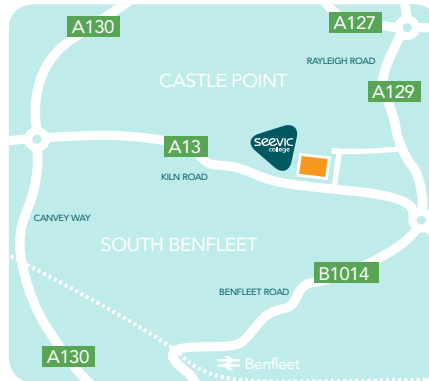 A130
A127
RAYLEIGH ROAD
CASTLE POINT
A129
seevic
college
A13
KILN ROAD
CANVEY WAY
SOUTH BENFLEET
B1014
BENFLEET ROAD
A130
Benfleet